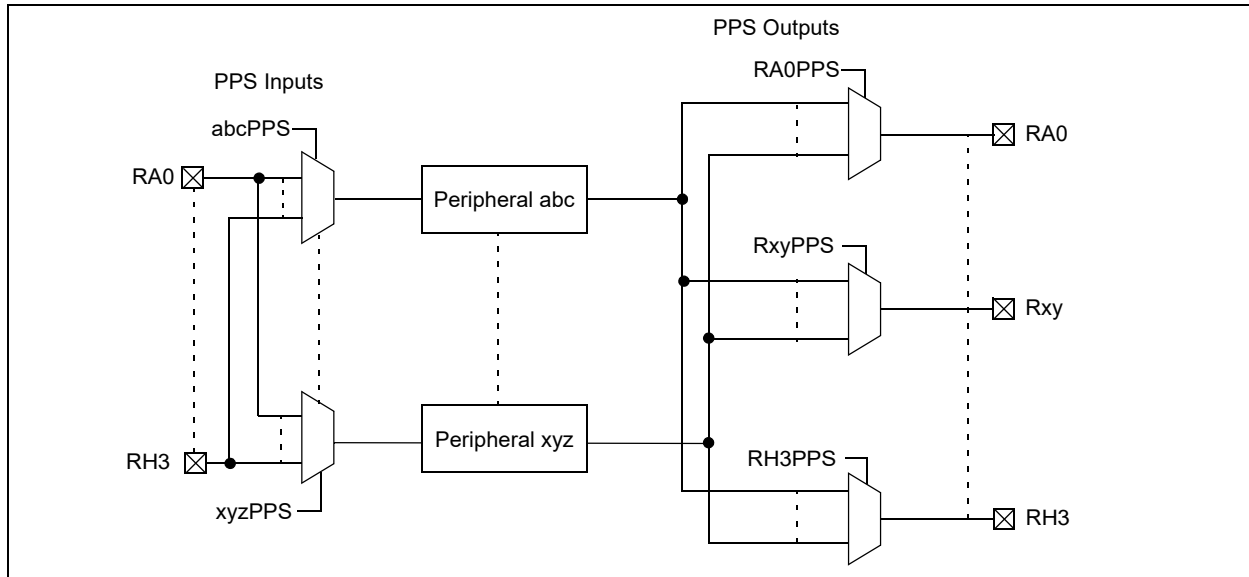 PPS Outputs
RA0PPS
PPS Inputs
abcPPS
RA0
RA0
Peripheral abc
RxyPPS
Rxy
Peripheral xyz
RH3
RH3PPS
xyzPPS
RH3